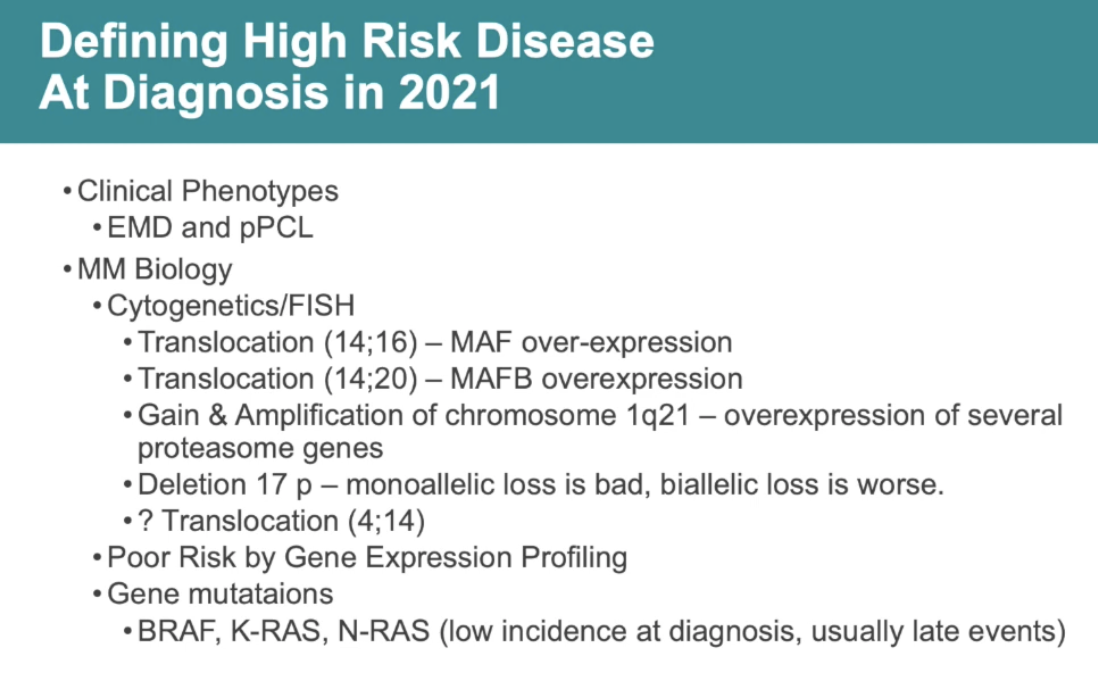 Defining High Risk Disease
At Diagnosis in 2021
• Clinical Phenotypes
• EMD and pPCL
• MM Biology
• Cytogenetics/FISH
• Translocation (14;16) – MAF over-expression
• Translocation (14;20) – MAFB overexpression
• Gain & Amplification of chromosome 1q21 – overexpression of several
proteasome genes
• Deletion 17 p – monoallelic loss is bad, biallelic loss is worse.
• ? Translocation (4;14)
• Poor Risk by Gene Expression Profiling
• Gene mutataions
• BRAF, K-RAS, N-RAS (low incidence at diagnosis, usually late events)